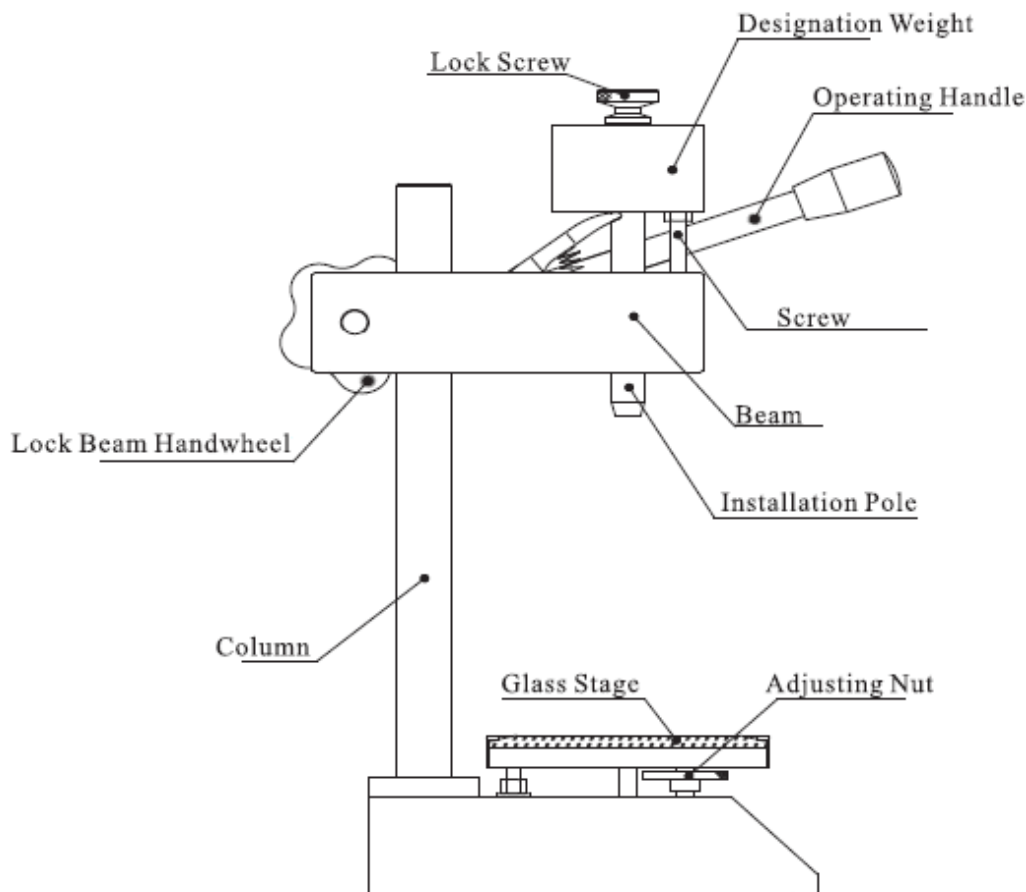 Designation Weight
Lock Screw
Operating Handle
Screw
Beam
Lock Beam Handwheel
Installation Pole
Column
Glass Stage
Adjusting Nut